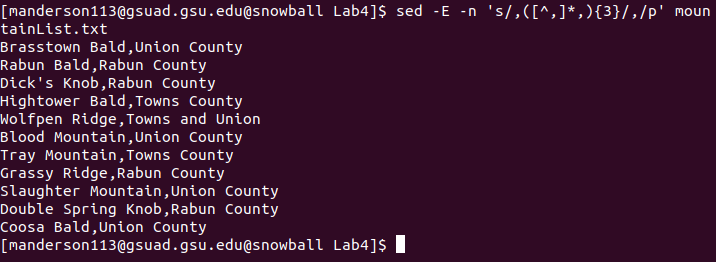 [manderson113@gsuad.gsu.edu@snowball Lab4]$ sed -E -n 's/,([^,]*,){3}/,/p' moun
tainList.txt
Brasstown Bald,Union County
Rabun Bald,Rabun County
Dick's Knob,Rabun County
Hightower Bald,Towns County
Wolfpen Ridge,Towns and Union
Blood Mountain,Union County
Tray Mountain,Towns County
Grassy Ridge,Rabun County
Slaughter Mountain,Union County
Double Spring Knob,Rabun County
Coosa Bald,Union County
[manderson113@gsuad.gsu.edu@snowball Lab4]$